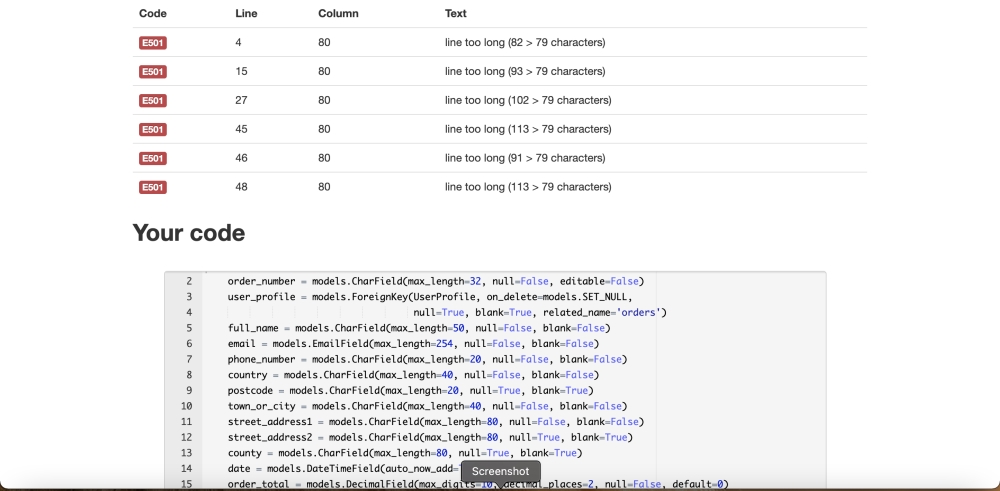 Code Line Column Text
E501 4 80 line too long (82 > 79 characters)
E501 15 80 line too long (93 > 79 characters)
E501 27 80 line too long (102 > 79 characters)
E501 45 80 line too long (113 > 79 characters)
E501 46 80 line too long (91 > 79 characters)
E501 48 80 line too long (113 > 79 characters)
Your code
2 order_number = models.CharField(max_length=32, null=False, editable=False)
3 user_profile = models.ForeignKey(UserProfile, on_delete=models.SET_NULL,
4 null=True, blank=True, related_name='orders')
5 full_name = models.CharField(max_length=50, null=False, blank=False)
6 email = models.EmailField(max_length=254, null=False, blank=False)
7 phone_number = models.CharField(max_length=20, null=False, blank=False)
8 country = models.CharField(max_length=40, null=False, blank=False)
9 postcode = models.CharField(max_length=20, null=True, blank=True)
10 town_or_city = models.CharField(max_length=40, null=False, blank=False)
11 street_address1 = models.CharField(max_length=80, null=False, blank=False)
12 street_address2 = models.CharField(max_length=80, null=True, blank=True)
13 county = models.CharField(max_length=80, null=True, blank=True)
14 date = models.DateTimeField(auto_now_add=
Screenshot
15 order_total = models.DecimalField(max_digits=10, decimal_places=2, null=False, default=0)